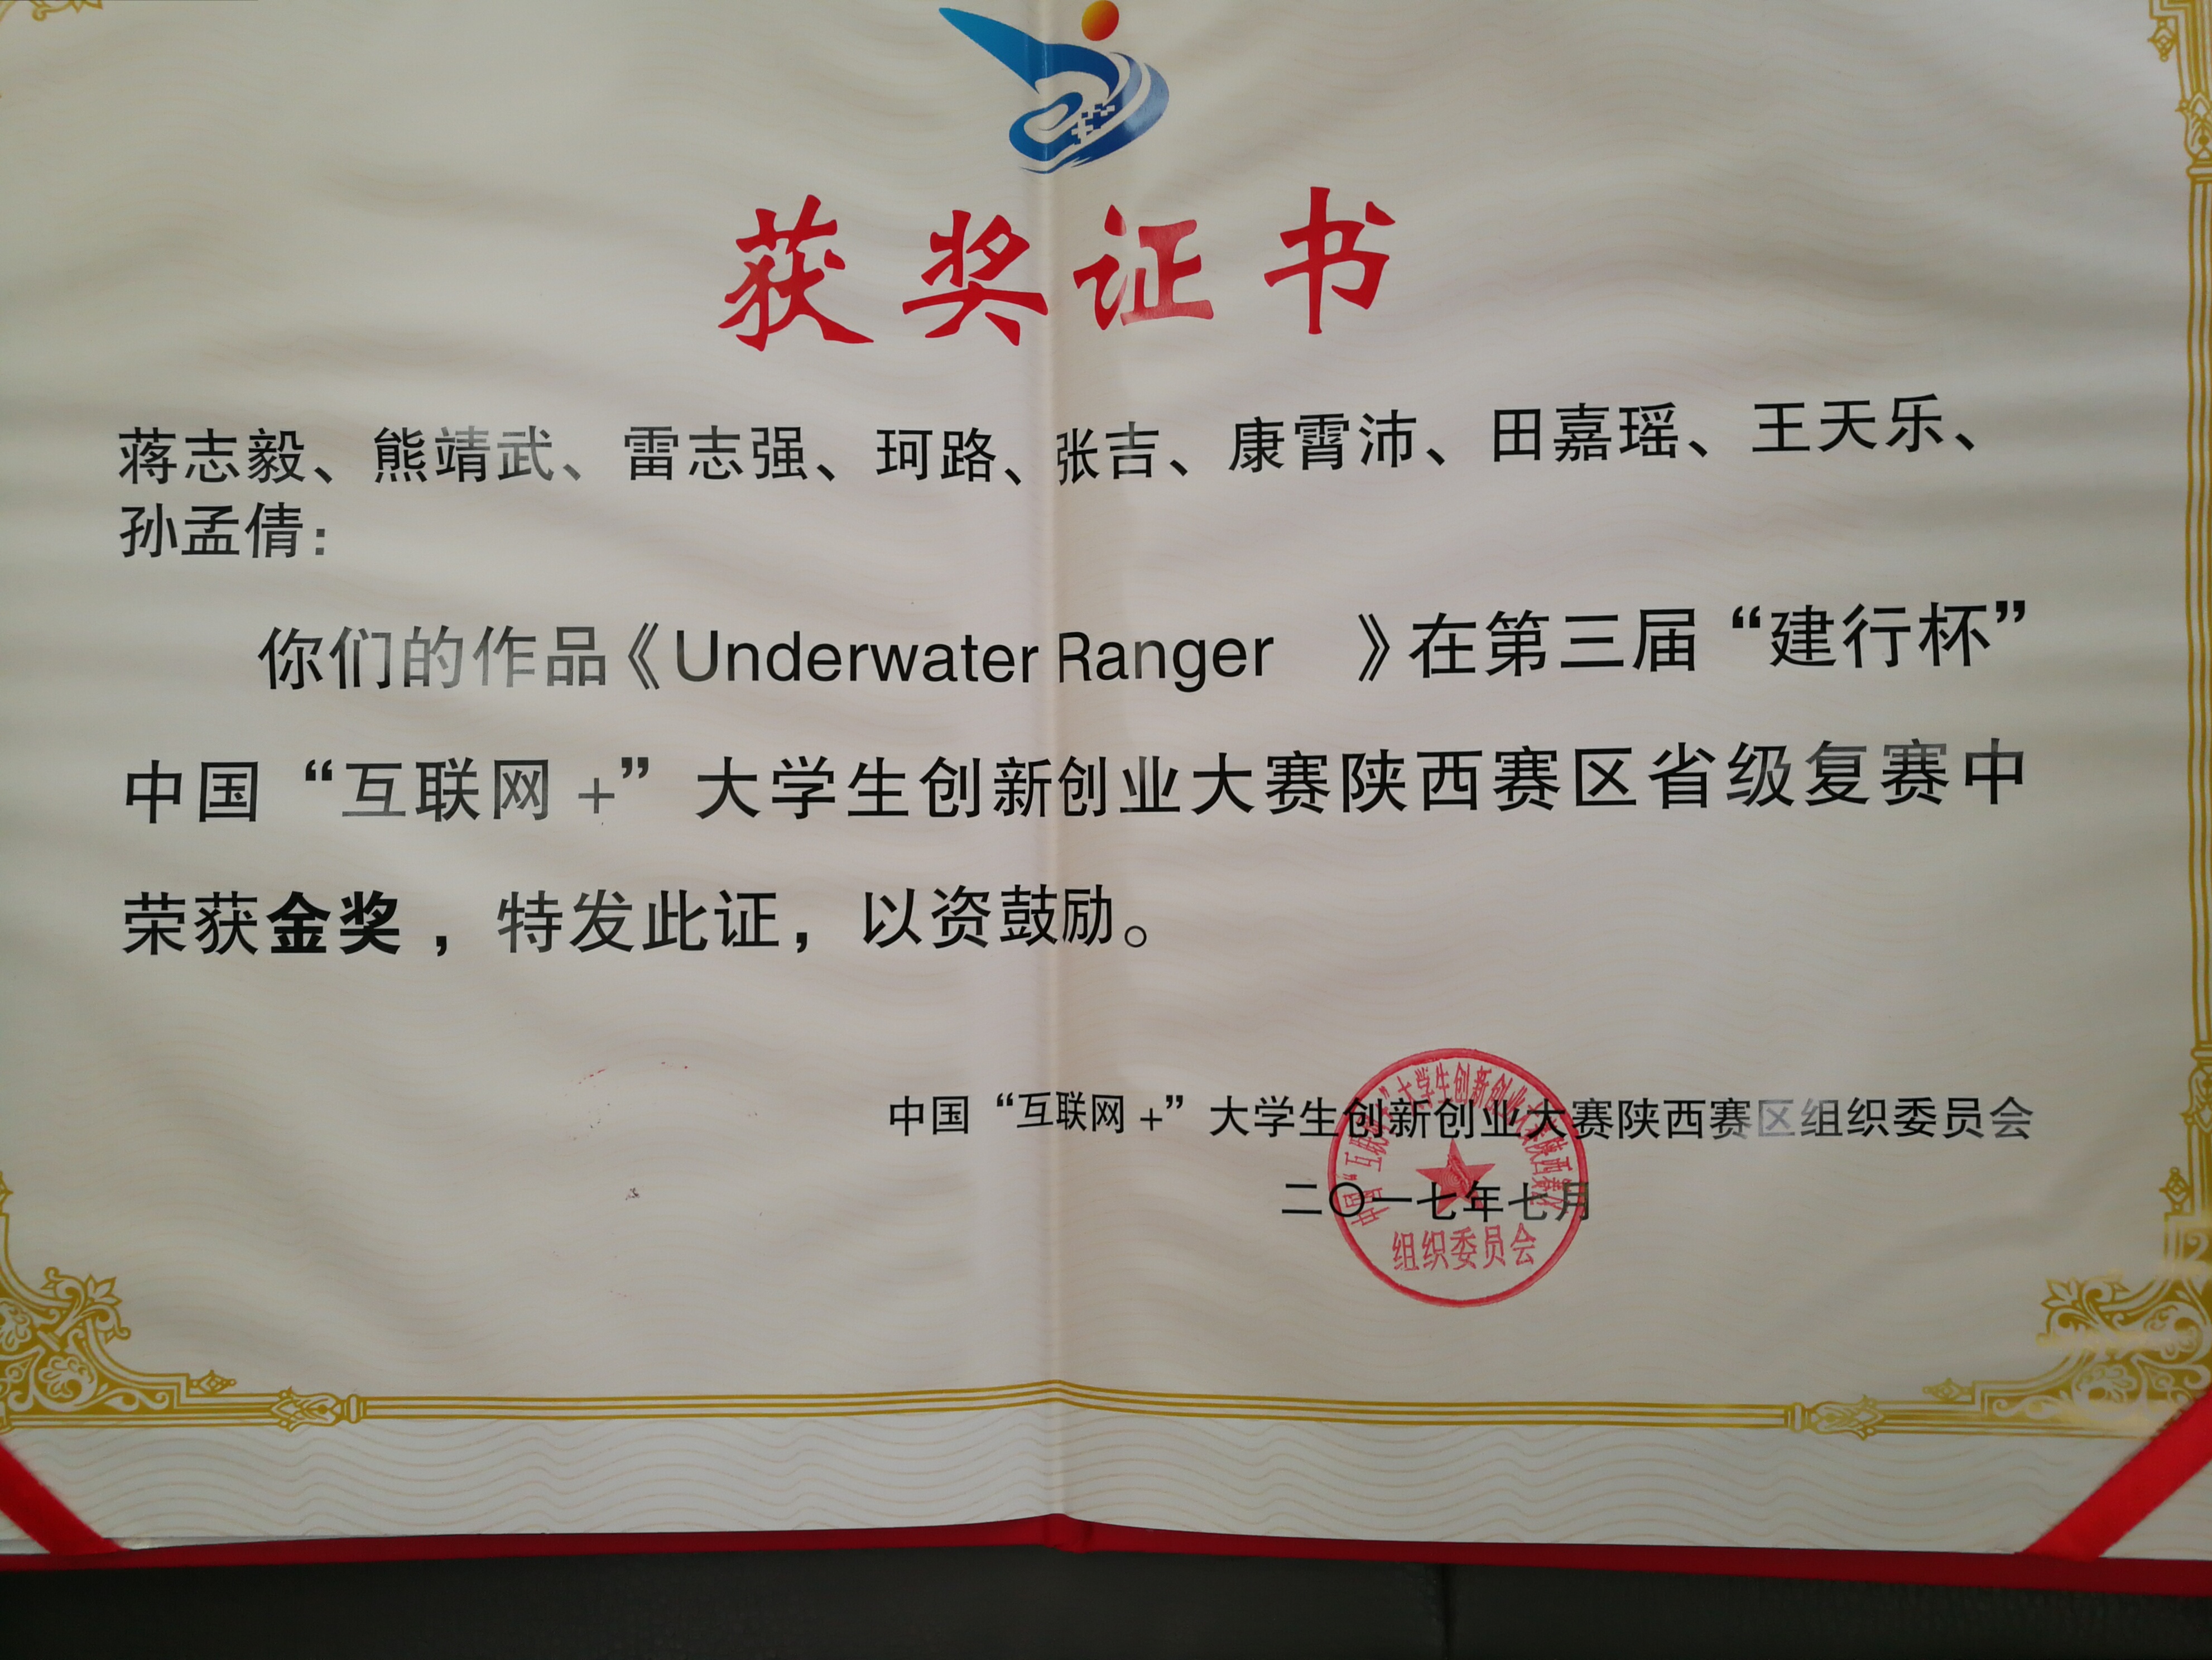 获奖证书
蒋志毅、熊靖武、雷志强、珂路、张吉、康霄沛、田嘉瑶、王天乐、
孙孟倩：
你们的作品《Underwater Ranger 》在第三届“建行杯”
中国“互联网+”大学生创新创业大赛陕西赛区省级复赛中
荣获金奖，特发此证，以资鼓励。
中国“互联网+”大学生创新创业大赛陕西赛区组织委员会
二〇一七年七月
中国“互联网+”大学生创新创业大赛陕西赛区
组织委员会